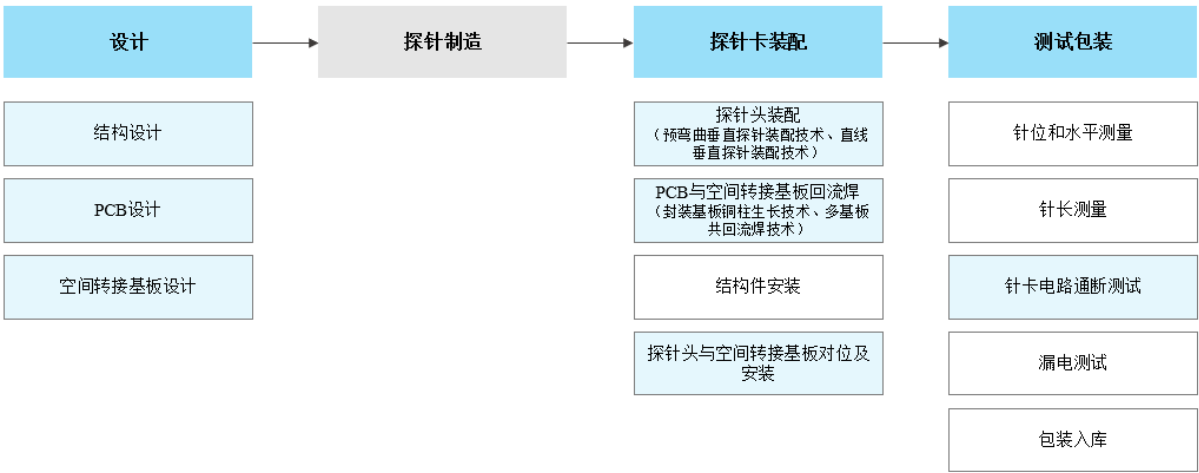 设计
探针制造
探针卡装配
测试包装
结构设计
PCB设计
空间转接基板设计
探针头装配
（预弯曲垂直探针装配技术、直线
垂直探针装配技术）
PCB与空间转接基板回流焊
（封装基板铜柱生长技术、多基板
共回流焊技术）
结构件安装
探针头与空间转接基板对位及
安装
针位和水平测量
针长测量
针卡电路通断测试
漏电测试
包装入库